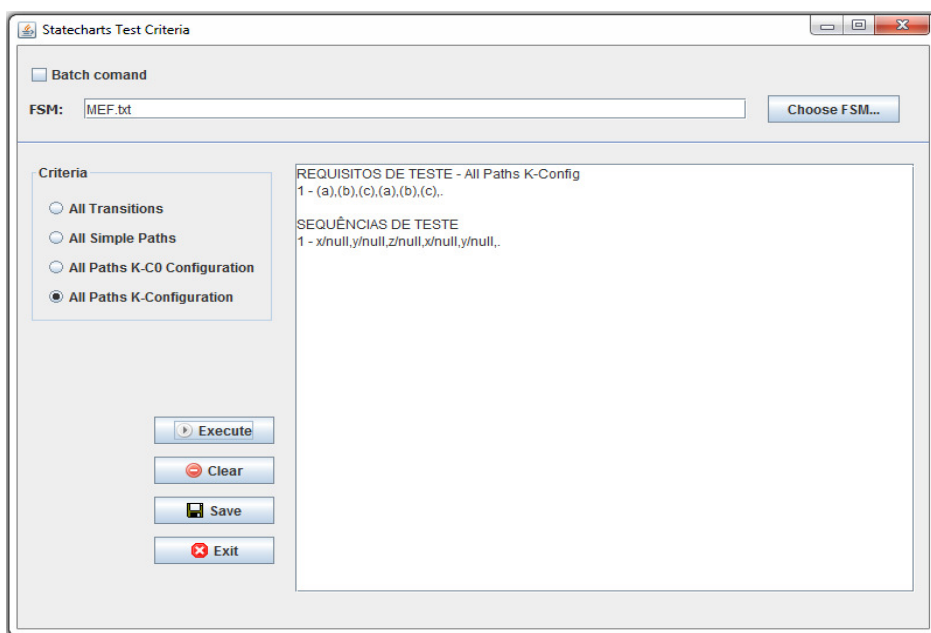 Statecharts Test Criteria
Batch comand
FSM: MEF.txt Choose FSM...
Criteria
All Transitions
All Simple Paths
All Paths K-C0 Configuration
All Paths K-Configuration
REQUISITOS DE TESTE - All Paths K-Config
1 - (a),(b),(c),(a),(b),(c),.
SEQUÊNCIAS DE TESTE
1 - x/null,y/null,z/null,x/null,y/null,.
Execute
Clear
Save
Exit